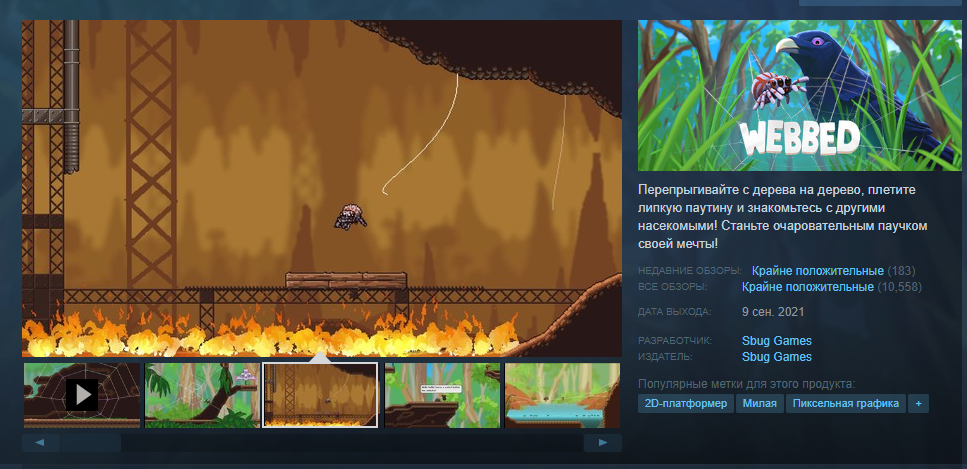 WEBBED
Перепрыгивайте с дерева на дерево, плетите
липкую паутину и знакомьтесь с другими
насекомыми! Станьте очаровательным паучком
своей мечты!
НЕДАВНИЕ ОБЗОРЫ: Крайне положительные (183)
ВСЕ ОБЗОРЫ: Крайне положительные (10,558)
ДАТА ВЫХОДА: 9 сен. 2021
РАЗРАБОТЧИК: Sbug Games
ИЗДАТЕЛЬ: Sbug Games
Популярные метки для этого продукта:
2D-платформер Милая Пиксельная графика +